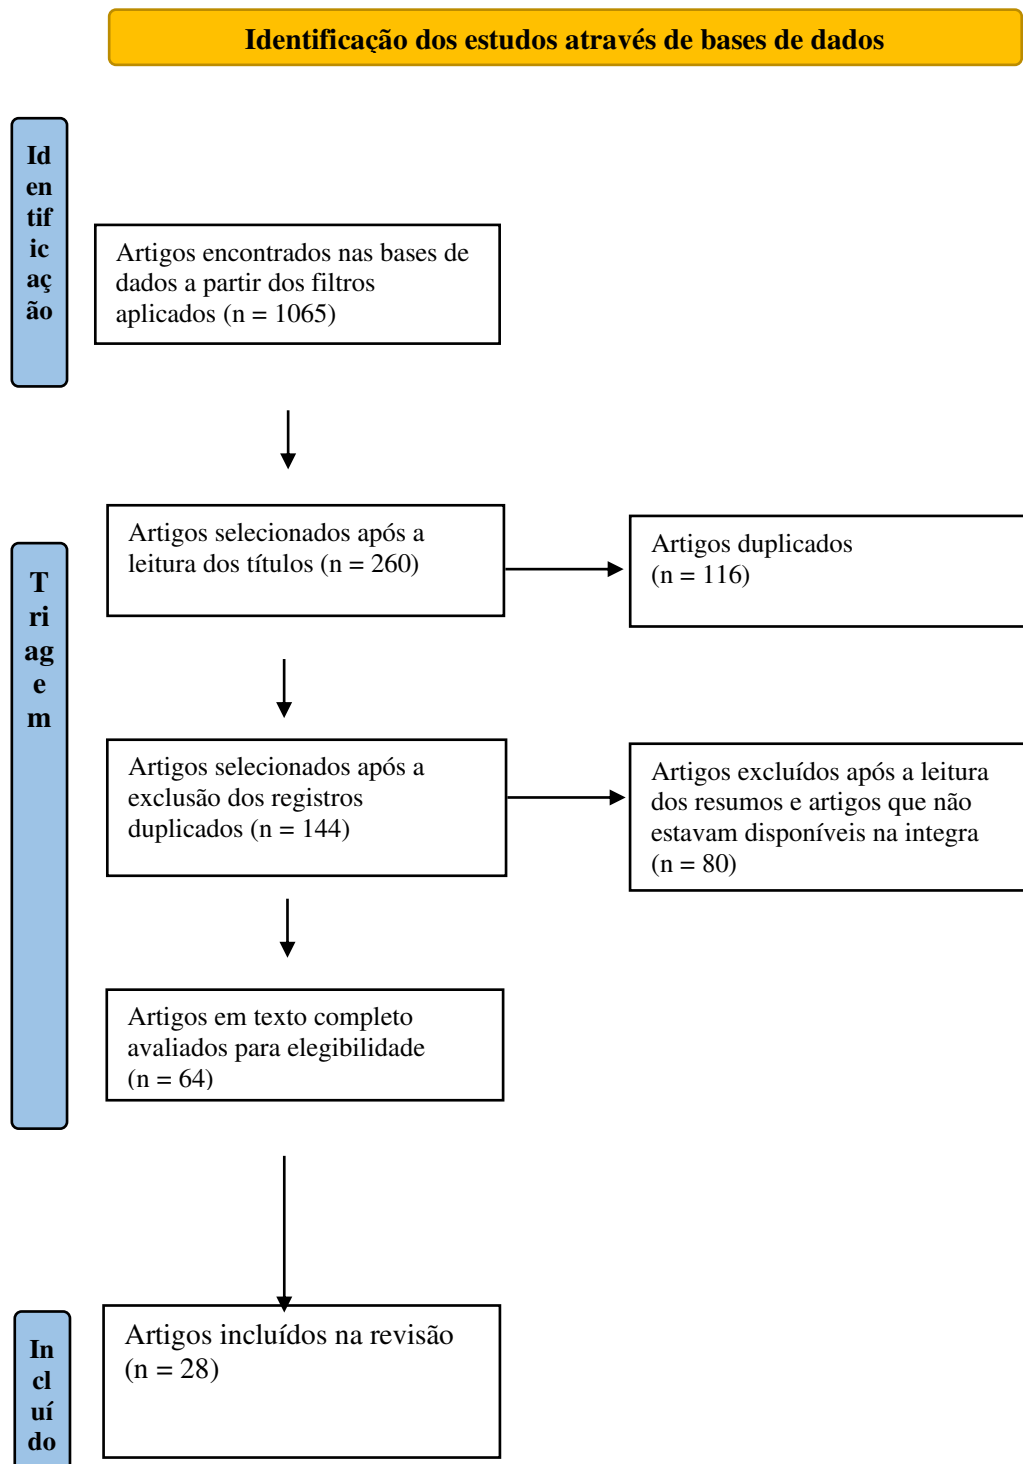 Identificação dos estudos através de bases de dados
Id
en
tif
ic
aç
ão
Artigos encontrados nas bases de
dados a partir dos filtros
aplicados (n = 1065)
T
ri
ag
e
m
Artigos selecionados após a
leitura dos títulos (n = 260)
Artigos duplicados
(n = 116)
Artigos selecionados após a
exclusão dos registros
duplicados (n = 144)
Artigos excluídos após a leitura
dos resumos e artigos que não
estavam disponíveis na integra
(n = 80)
Artigos em texto completo
avaliados para elegibilidade
(n = 64)
In
cl
uí
do
Artigos incluídos na revisão
(n = 28)